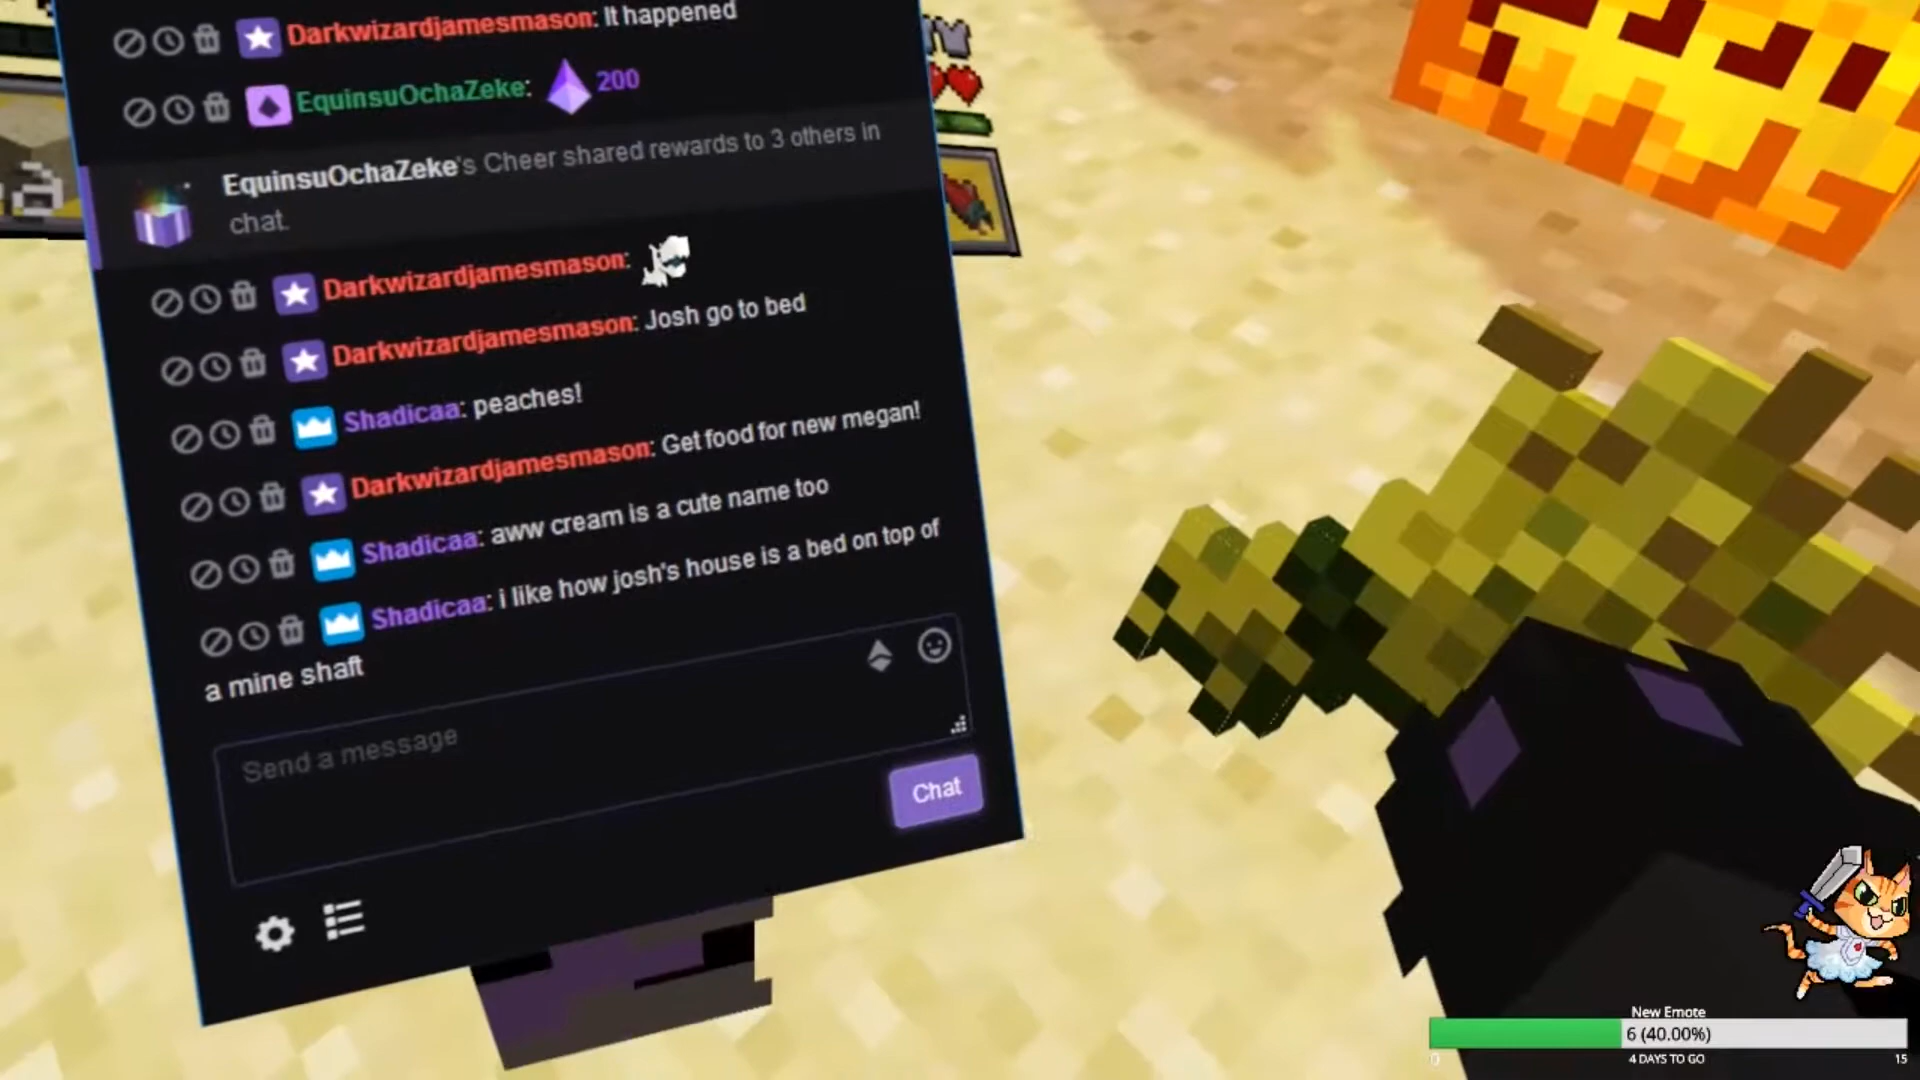 Darkwizardjamesmason: It happened
EquinsuOchaZeke: 200
EquinsuOchaZeke's Cheer shared rewards to 3 others in
chat.
Darkwizardjamesmason:
Darkwizardjamesmason: Josh go to bed
Shadicaa: peaches!
Darkwizardjamesmason: Get food for new megan!
Shadicaa: aww cream is a cute name too
Shadicaa: i like how josh's house is a bed on top of
a mine shaft
Send a message
Chat
New Emote
6 (40.00%)
0 4 DAYS TO GO 15